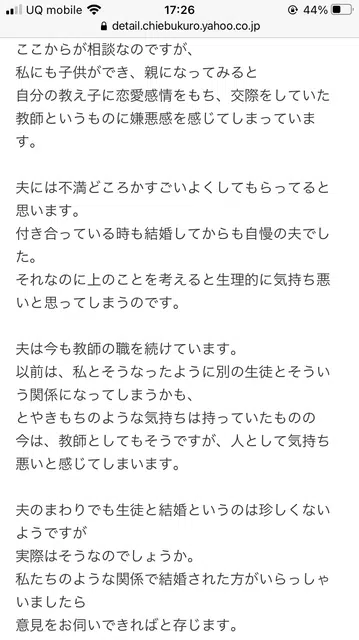 UQ mobile
17:26
51%
detail.chiebukuro.yahoo.co.jp
ここからが相談なのですが、
私にも子供ができ、親になってみると
自分の教え子に恋愛感情をもち、交際をしていた
教師というものに嫌悪感を感じてしまっていま
す。
夫には不満どころかすごいよくしてもらってると
思います。
付き合っている時も結婚してからも自慢の夫でし
た。
それなのに上のことを考えると生理的に気持ち悪
いと思ってしまうのです。
夫は今も教師の職を続けています。
以前は、私とそうなったように別の生徒とそうい
う関係になってしまうかも、
とやきもちのような気持ちは持っていたものの
今は、教師としてもそうですが、人として気持ち
悪いと感じてしまいます。
夫のまわりでも生徒と結婚というのは珍しくない
ようですが
実際はそうなのでしょうか。
私たちのような関係で結婚された方がいらっしゃ
いましたら
意見をお伺いできればと存じます。